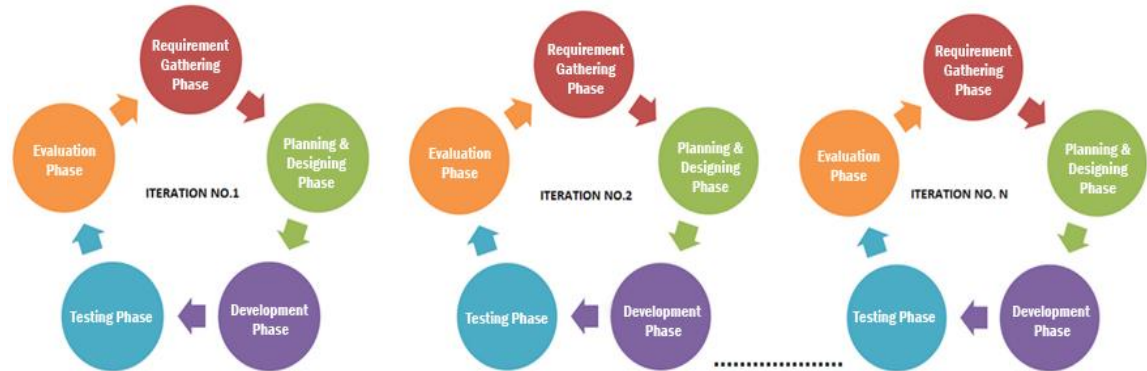 Requirement
Gathering
Phase
Evaluation
Phase
Planning &
Designing
Phase
ITERATION NO.1
Testing Phase
Development
Phase
Requirement
Gathering
Phase
Evaluation
Phase
Planning &
Designing
Phase
ITERATION NO.2
Testing Phase
Development
Phase
Requirement
Gathering
Phase
Evaluation
Phase
Planning &
Designing
Phase
ITERATION NO. N
Testing Phase
Development
Phase